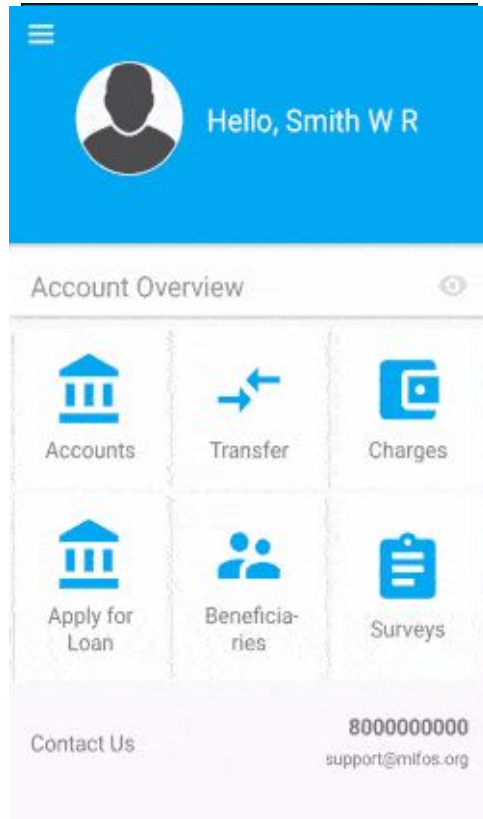 Hello, Smith W R
Account Overview
Accounts
Transfer
Charges
Apply for
Loan
Beneficia-
ries
Surveys
Contact Us
8000000000
support@mifos.org